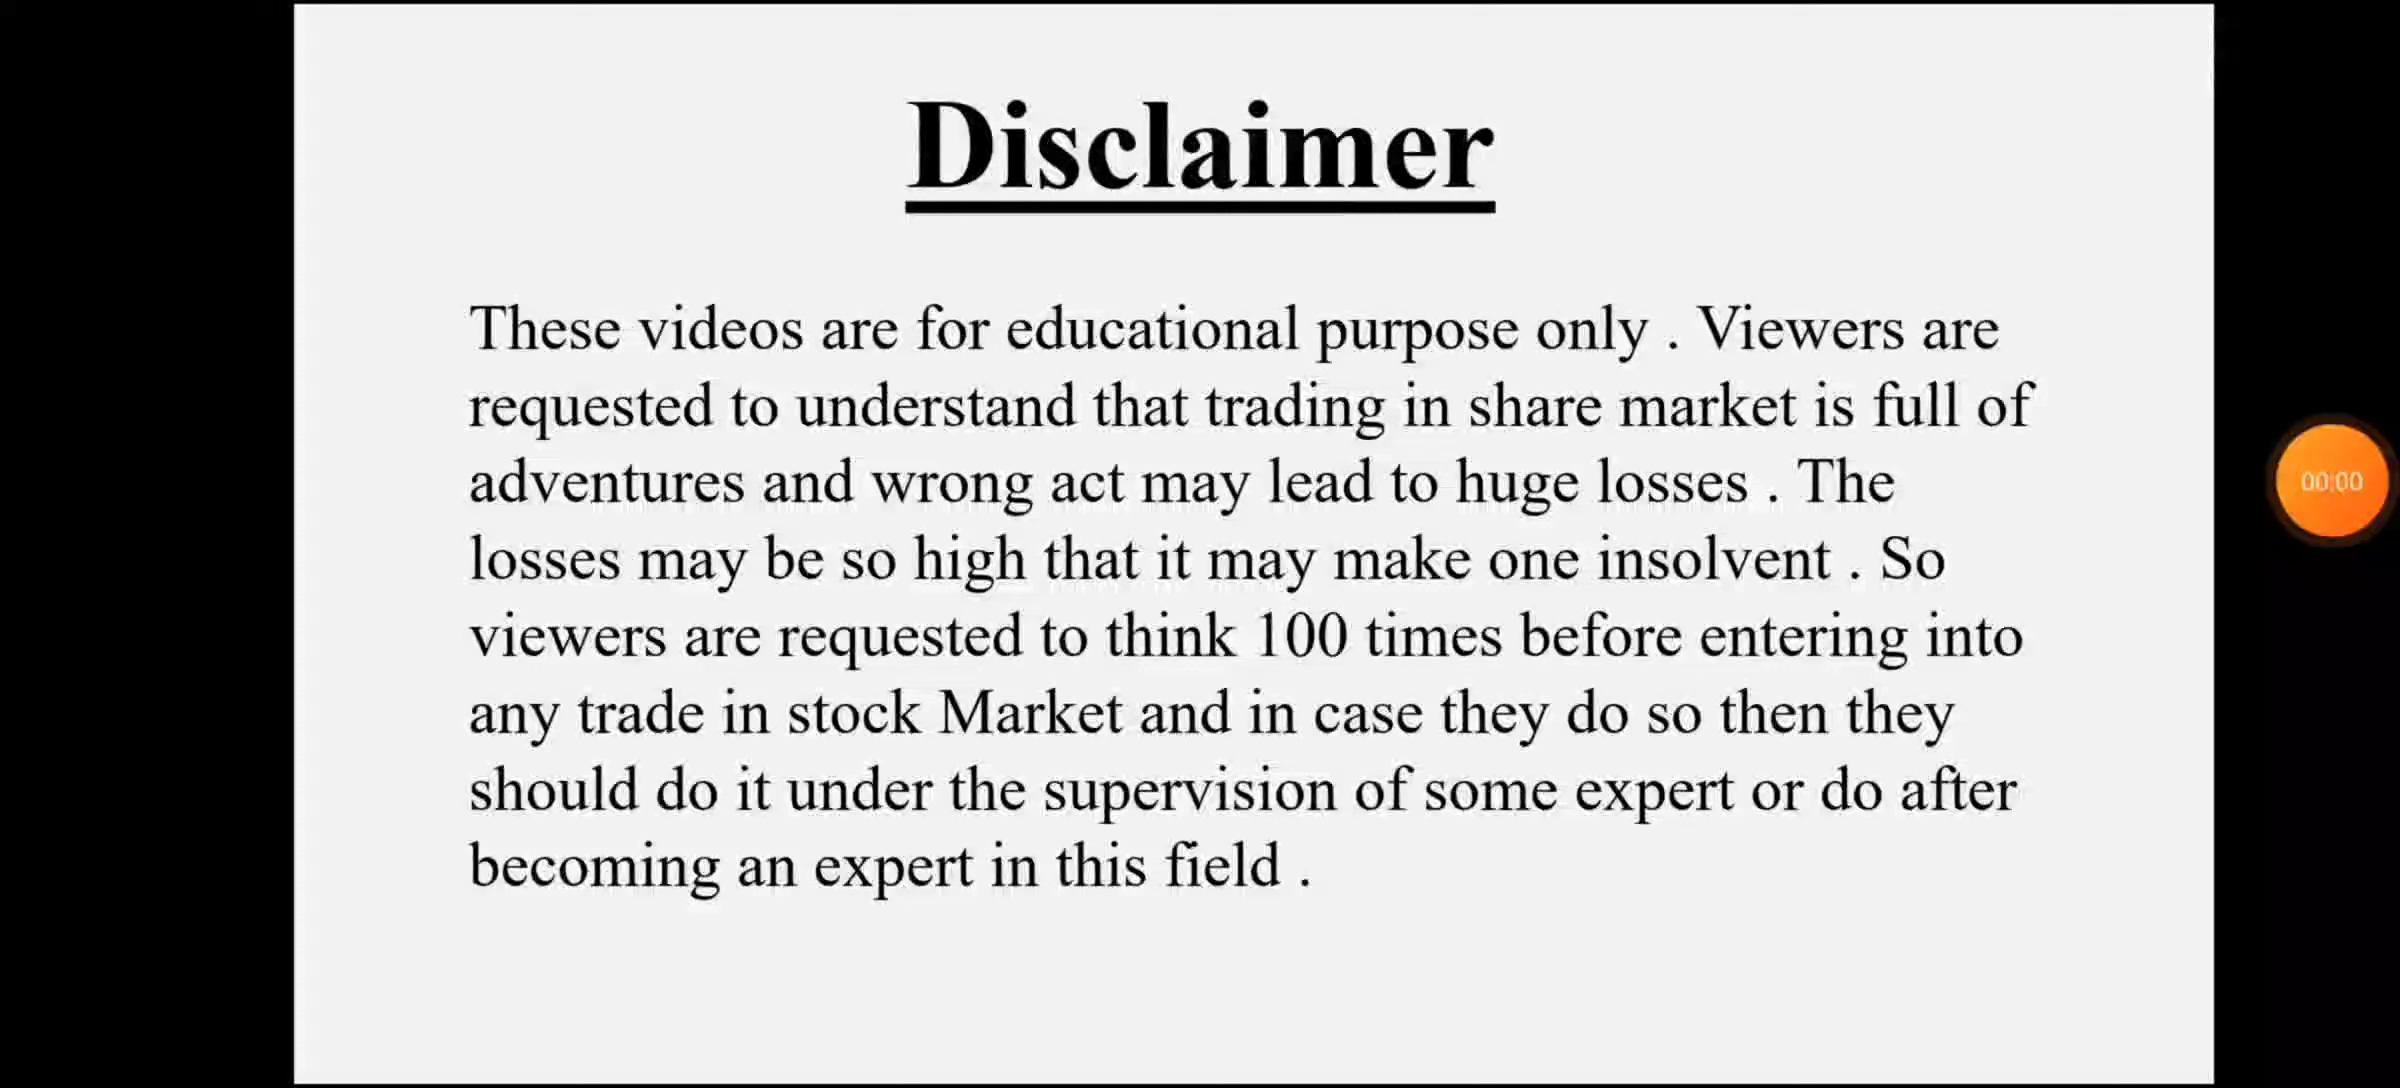 Disclaimer
These videos are for educational purpose only . Viewers are
requested to understand that trading in share market is full of
adventures and wrong act may lead to huge losses . The
losses may be so high that it may make one insolvent . So
viewers are requested to think 100 times before entering into
any trade in stock Market and in case they do so then they
should do it under the supervision of some expert or do after
becoming an expert in this field .
00:00